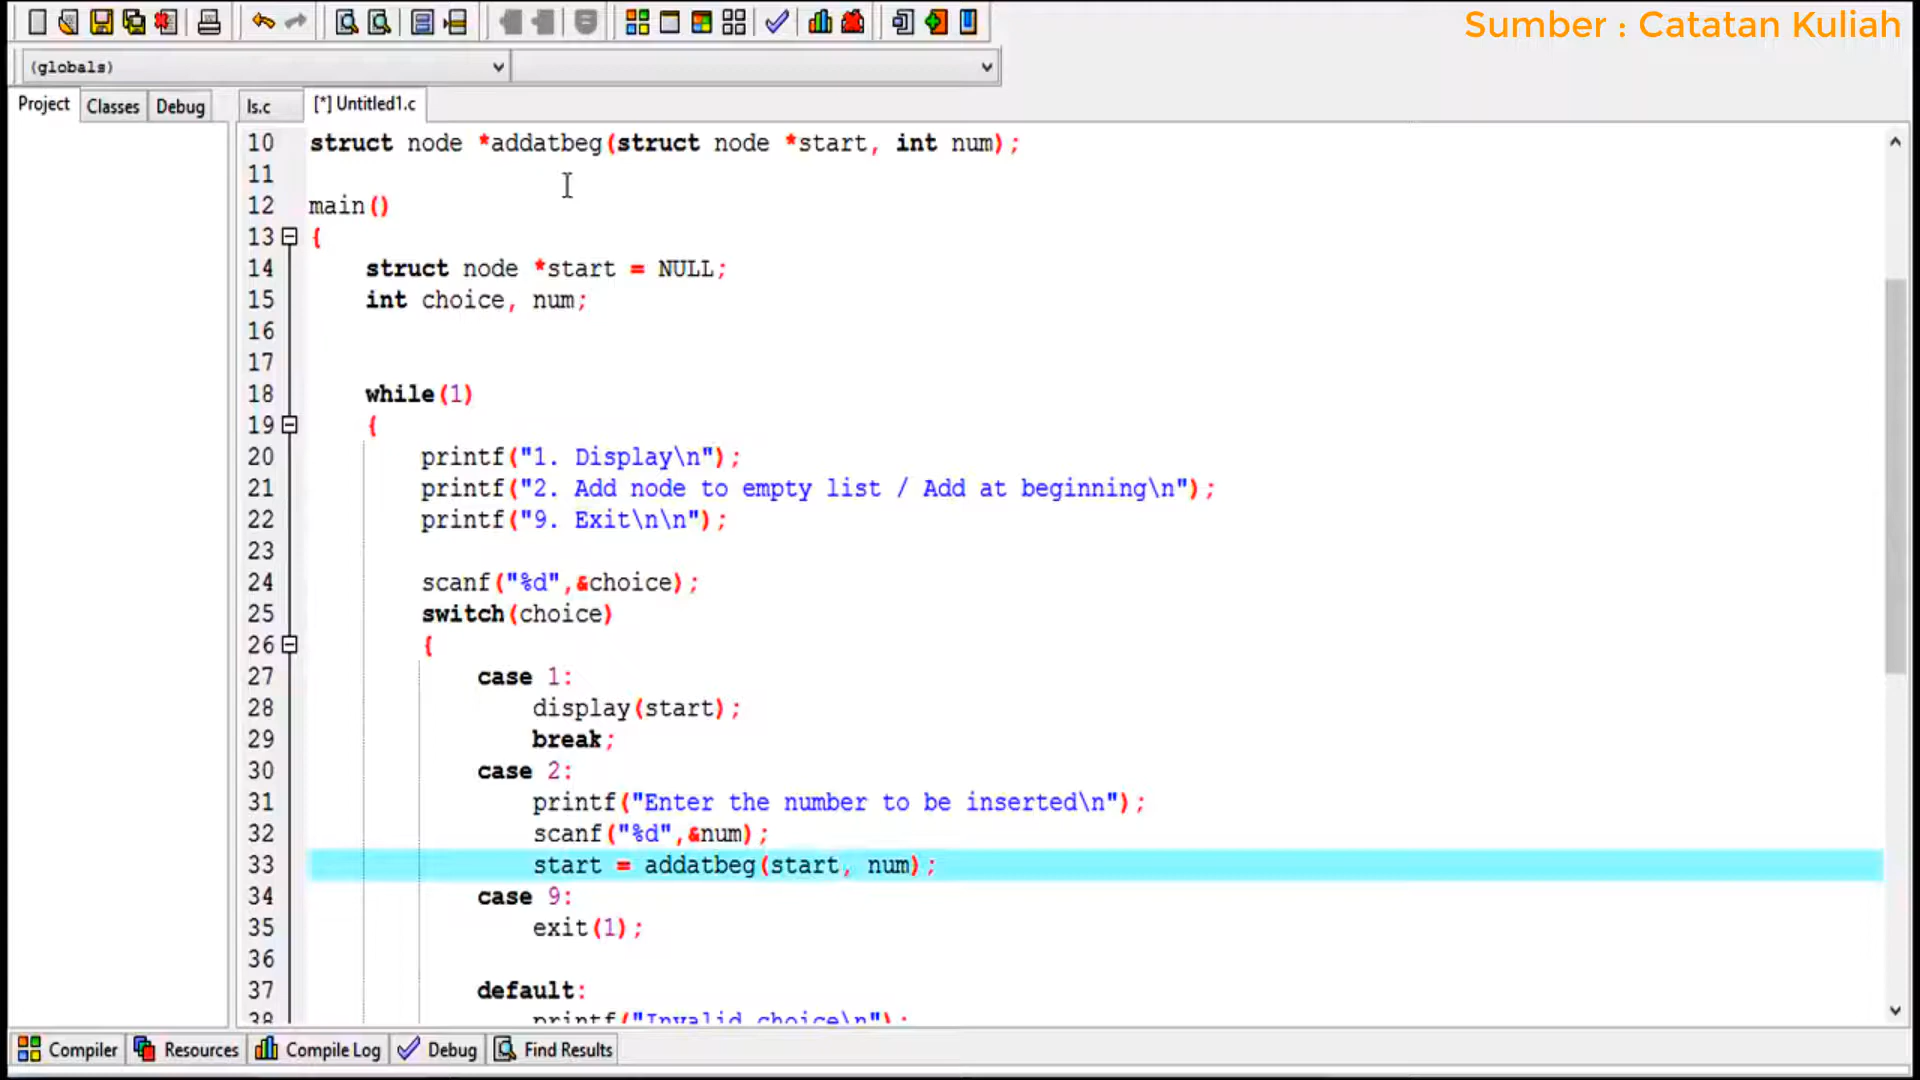 Sumber : Catatan Kuliah
(globals)
Project Classes Debug ls.c [*] Untitled1.c
10 struct node *addatbeg(struct node *start, int num);
11
12 main()
13 {
14 struct node *start = NULL;
15 int choice, num;
16
17
18 while(1)
19 {
20 printf("1. Display\n");
21 printf("2. Add node to empty list / Add at beginning\n");
22 printf("9. Exit\n\n");
23
24 scanf("%d",&choice);
25 switch(choice)
26 {
27 case 1:
28 display(start);
29 break;
30 case 2:
31 printf("Enter the number to be inserted\n");
32 scanf("%d",&num);
33 start = addatbeg(start, num);
34 case 9:
35 exit(1);
36
37 default:
38 printf("Invalid choice\n");
Compiler Resources Compile Log Debug Find Results